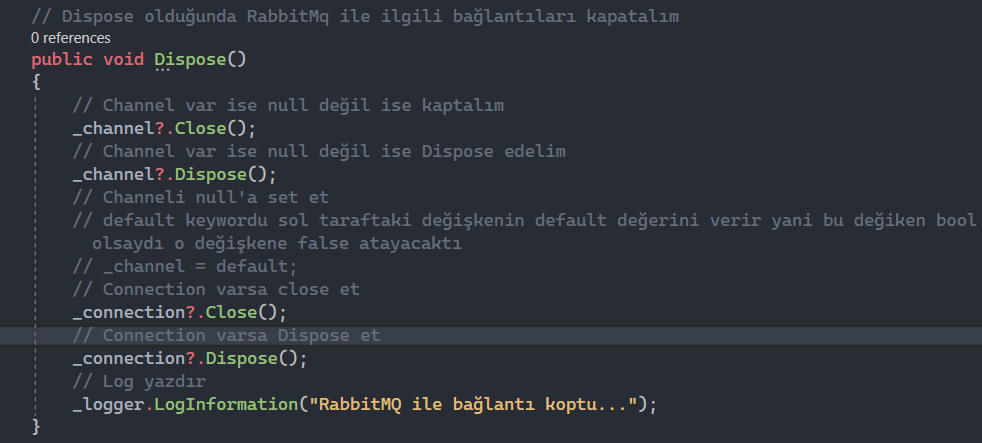 // Dispose olduğunda RabbitMq ile ilgili bağlantıları kapatalım
0 references
public void Dispose()
{
// Channel var ise null değil ise kaptalım
_channel?.Close();
// Channel var ise null değil ise Dispose edelim
_channel?.Dispose();
// Channeli null'a set et
// default keywordu sol taraftaki değişkenin default değerini verir yani bu değiken bool
olsaydı o değişkene false atayacaktı
// _channel = default;
// Connection varsa close et
_connection?.Close();
// Connection varsa Dispose et
_connection?.Dispose();
// Log yazdır
_logger.LogInformation("RabbitMQ ile bağlantı koptu...");
}